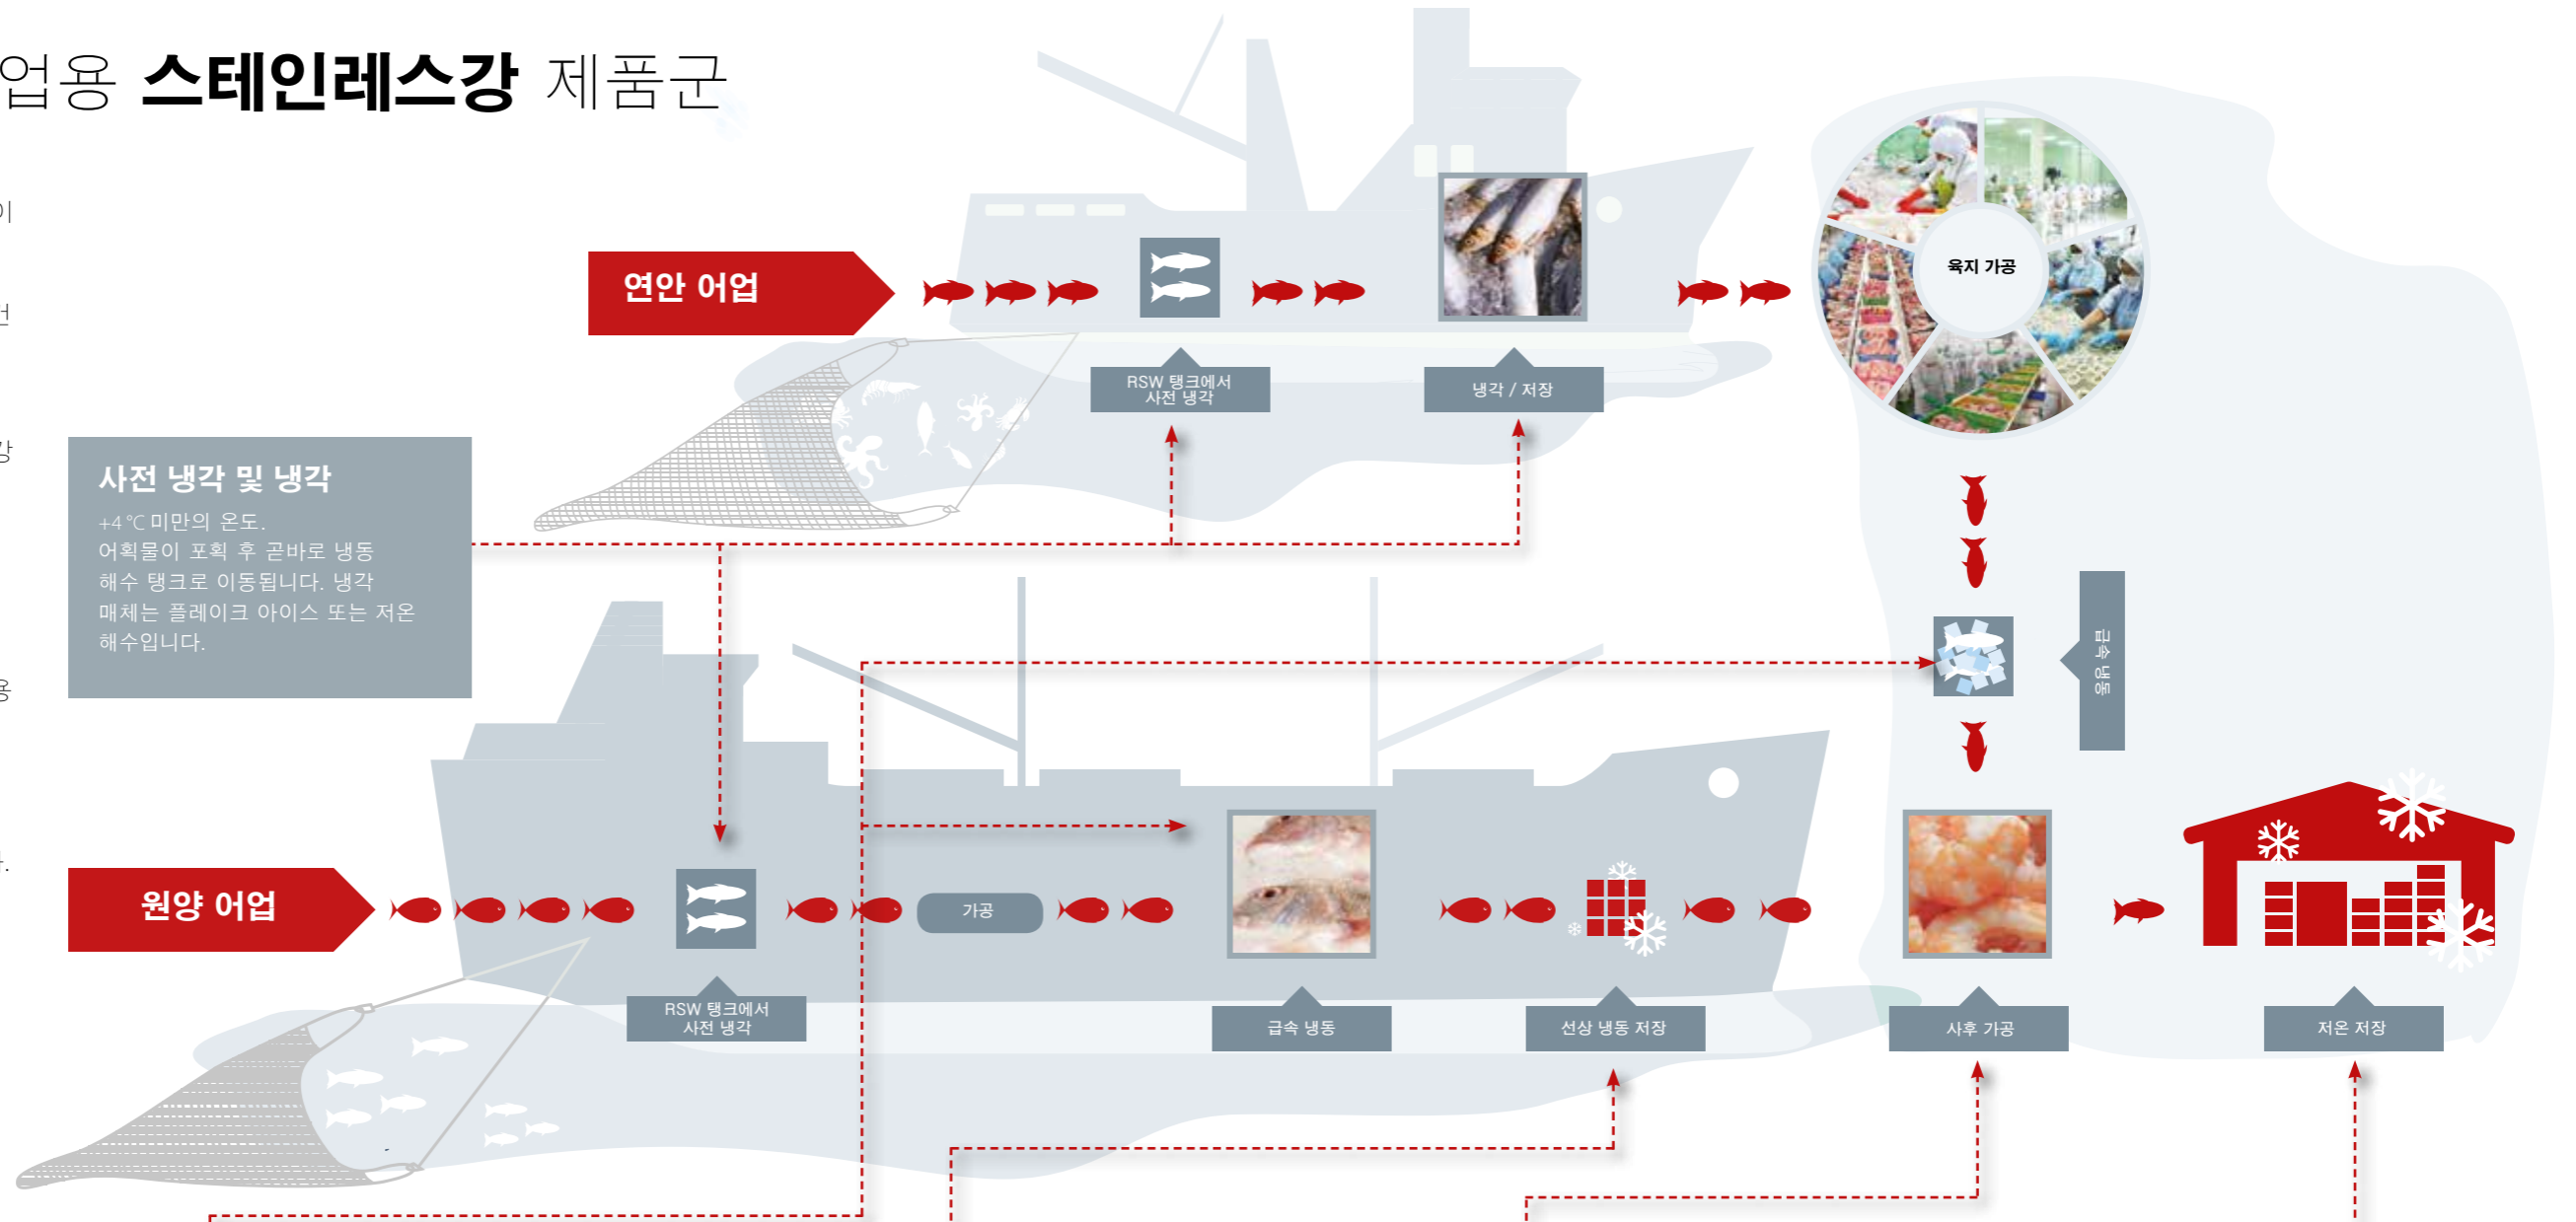 업용 스테인레스강 제품군
이
건
강
용
다.
연안 어업
RSW 탱크에서
사전 냉각
냉각 / 저장
육지 가공
사전 냉각 및 냉각
+4 °C 미만의 온도.
어획물이 포획 후 곧바로 냉동
해수 탱크로 이동됩니다. 냉각
매체는 플레이크 아이스 또는 저온
해수입니다.
급속 냉동
원양 어업
가공
RSW 탱크에서
사전 냉각
급속 냉동
선상 냉동 저장
사후 가공
저온 저장